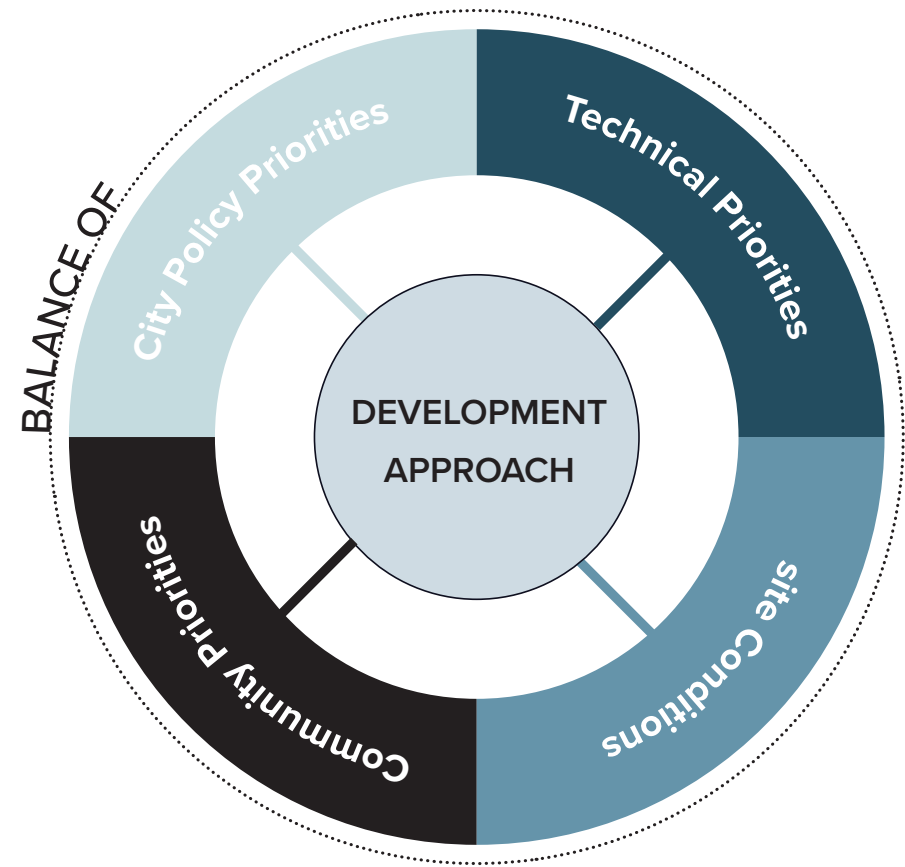 BALANCE OF
City Policy Priorities
Technical Priorities
site Conditions
Community Priorities
DEVELOPMENT
APPROACH